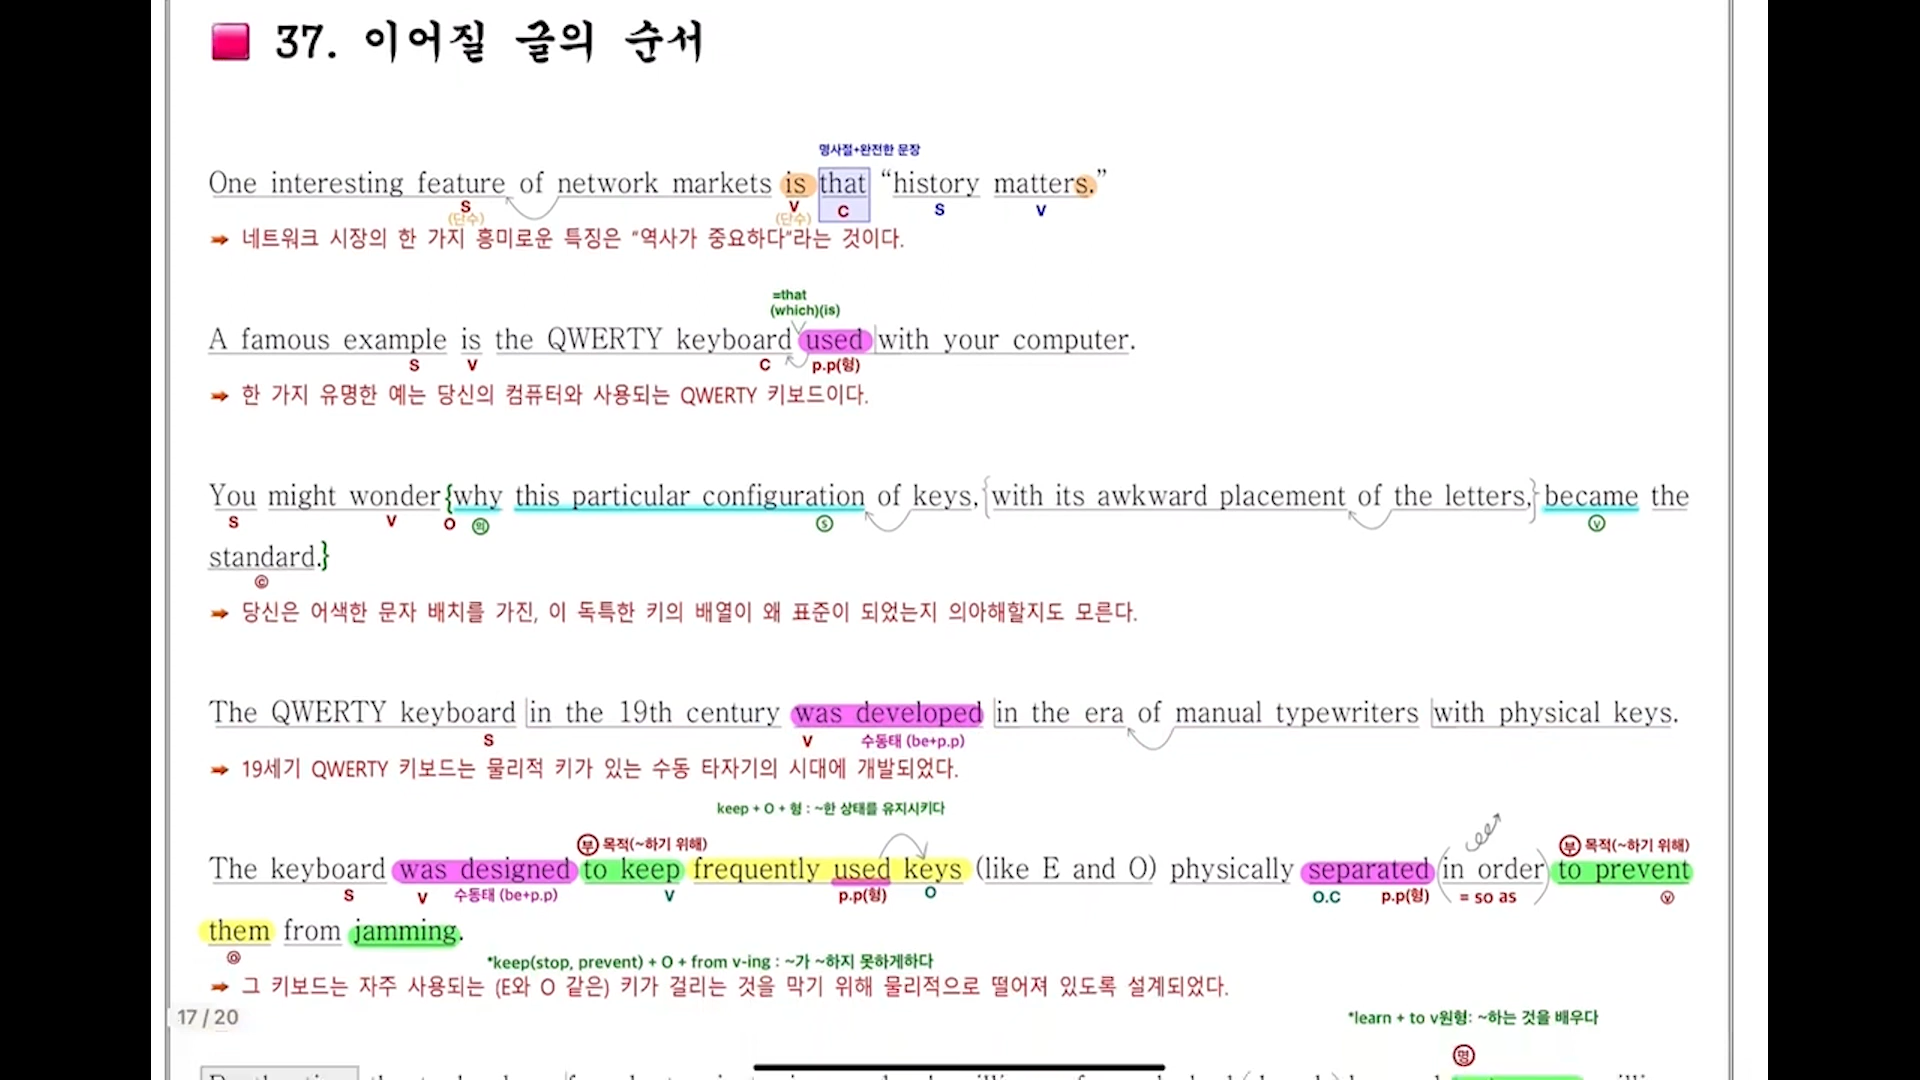 37. 이어질 글의 순서
명사절+완전한 문장
One interesting feature of network markets is that “history matters.”
S V C S V
(단수) (단수)
네트워크 시장의 한 가지 흥미로운 특징은 “역사가 중요하다”라는 것이다.
=that
(which)(is)
A famous example is the QWERTY keyboard used with your computer.
S V C p.p(형)
한 가지 유명한 예는 당신의 컴퓨터와 사용되는 QWERTY 키보드이다.
You might wonder {why this particular configuration of keys, {with its awkward placement of the letters,} became the
S V O 의 S V
standard.}
C
당신은 어색한 문자 배치를 가진, 이 독특한 키의 배열이 왜 표준이 되었는지 의아해할지도 모른다.
The QWERTY keyboard in the 19th century was developed in the era of manual typewriters with physical keys.
S V 수동태 (be+p.p)
19세기 QWERTY 키보드는 물리적 키가 있는 수동 타자기의 시대에 개발되었다.
keep + O + 형 : ~한 상태를 유지시키다
부 목적(~하기 위해) 부 목적(~하기 위해)
The keyboard was designed to keep frequently used keys (like E and O) physically separated (in order) to prevent
S V 수동태 (be+p.p) V p.p(형) O O.C p.p(형) = so as V
them from jamming.
*keep(stop, prevent) + O + from v-ing : ~가 ~하지 못하게하다
그 키보드는 자주 사용되는 (E와 O 같은) 키가 걸리는 것을 막기 위해 물리적으로 떨어져 있도록 설계되었다.
17 / 20
*learn + to v원형: ~하는 것을 배우다
명